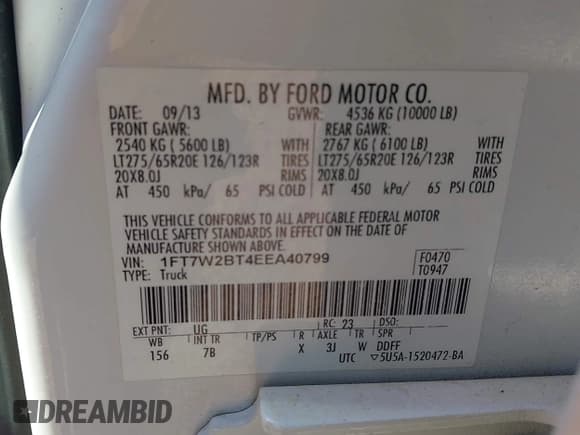 MFD. BY FORD MOTOR CO.
DATE: 09/13 GVWR: 4536 KG (10000 LB)
FRONT GAWR: REAR GAWR:
2540 KG ( 5600 LB) WITH 2767 KG ( 6100 LB) WITH
LT275/65R20E 126/123R TIRES LT275/65R20E 126/123R TIRES
20X8.0J RIMS 20X8.0J RIMS
AT 450 kPa/ 65 PSI COLD AT 450 kPa/ 65 PSI COLD
THIS VEHICLE CONFORMS TO ALL APPLICABLE FEDERAL MOTOR
VEHICLE SAFETY STANDARDS IN EFFECT ON THE DATE OF
MANUFACTURE SHOWN ABOVE.
VIN: 1FT7W2BT4EEA40799 F0470
TYPE: Truck T0947
EXT PNT: UG RC: 23 DSO:
WB INT TR TP/PS R AXLE TR SPR
156 7B X 3J W DDFF
UTC ▽5U5A-1520472-BA
DREAMBID